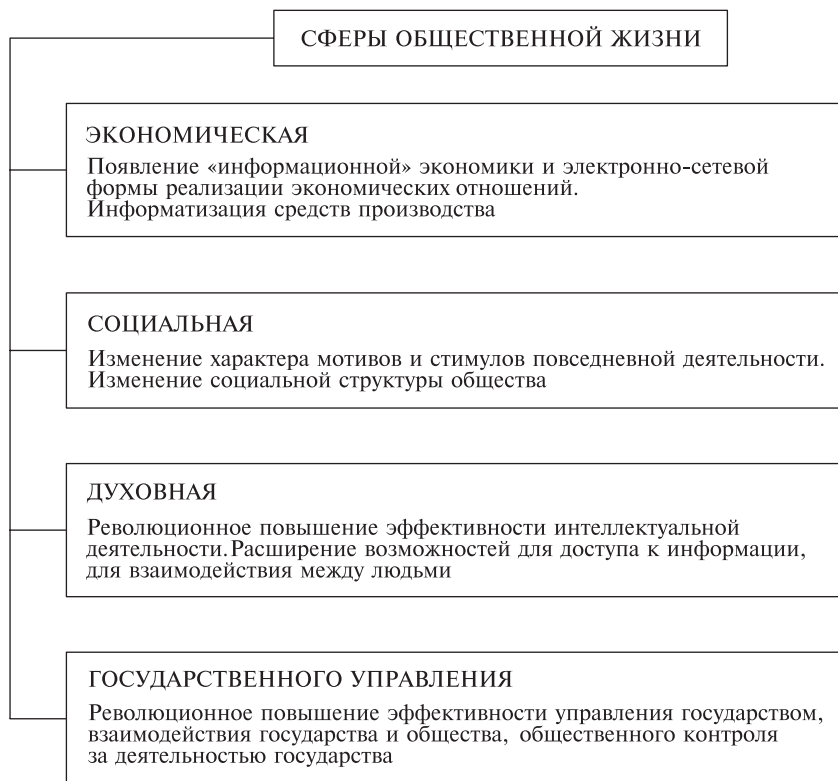 СФЕРЫ ОБЩЕСТВЕННОЙ ЖИЗНИ
ЭКОНОМИЧЕСКАЯ
Появление «информационной» экономики и электронно-сетевой
формы реализации экономических отношений.
Информатизация средств производства
СОЦИАЛЬНАЯ
Изменение характера мотивов и стимулов повседневной деятельности.
Изменение социальной структуры общества
ДУХОВНАЯ
Революционное повышение эффективности интеллектуальной
деятельности. Расширение возможностей для доступа к информации,
для взаимодействия между людьми
ГОСУДАРСТВЕННОГО УПРАВЛЕНИЯ
Революционное повышение эффективности управления государством,
взаимодействия государства и общества, общественного контроля
за деятельностью государства